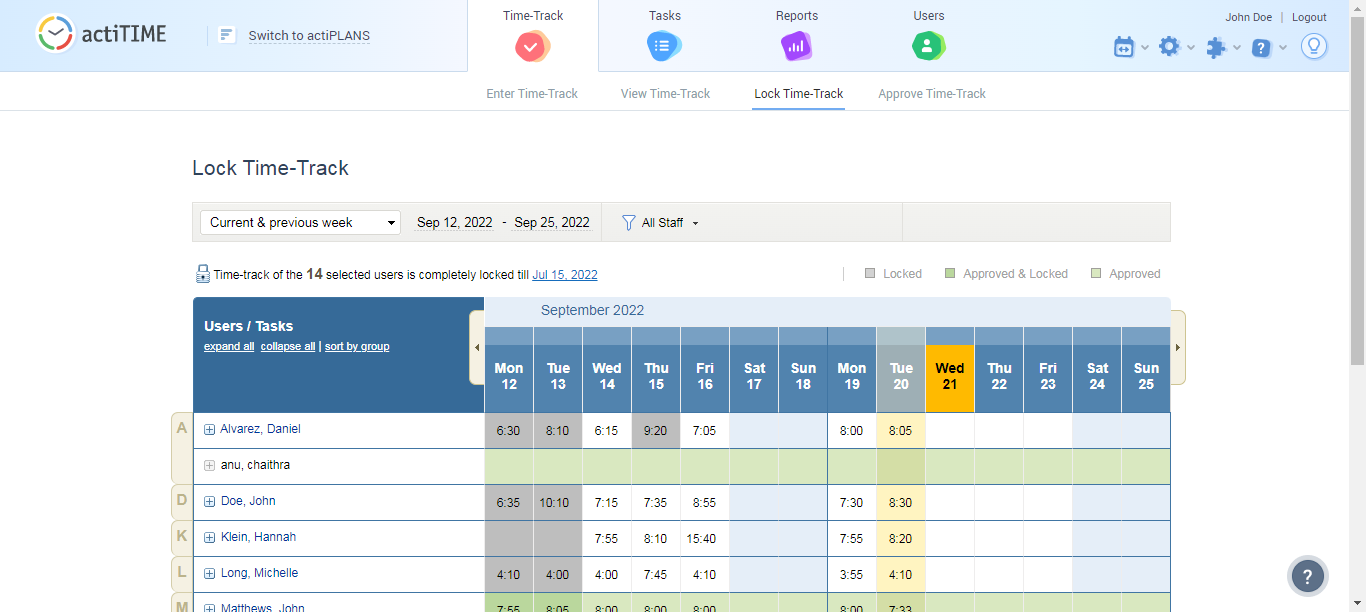 actiTIME
Switch to actiPLANS
Time-Track
Tasks
Reports
Users
John Doe | Logout
Enter Time-Track
View Time-Track
Lock Time-Track
Approve Time-Track
Lock Time-Track
Current & previous week
Sep 12, 2022 - Sep 25, 2022
All Staff
Time-track of the 14 selected users is completely locked till Jul 15, 2022
Locked
Approved & Locked
Approved
Users / Tasks
expand all collapse all | sort by group
September 2022
Mon 12
Tue 13
Wed 14
Thu 15
Fri 16
Sat 17
Sun 18
Mon 19
Tue 20
Wed 21
Thu 22
Fri 23
Sat 24
Sun 25
A
Alvarez, Daniel 6:30 8:10 6:15 9:20 7:05 8:00 8:05
anu, chaithra
D
Doe, John 6:35 10:10 7:15 7:35 8:55 7:30 8:30
K
Klein, Hannah 7:55 8:10 15:40 7:55 8:20
L
Long, Michelle 4:10 4:00 4:00 7:45 4:10 3:55 4:10
M
Matthews, John 7:55 8:05 8:00 8:00 8:00 8:00 7:33
?
?